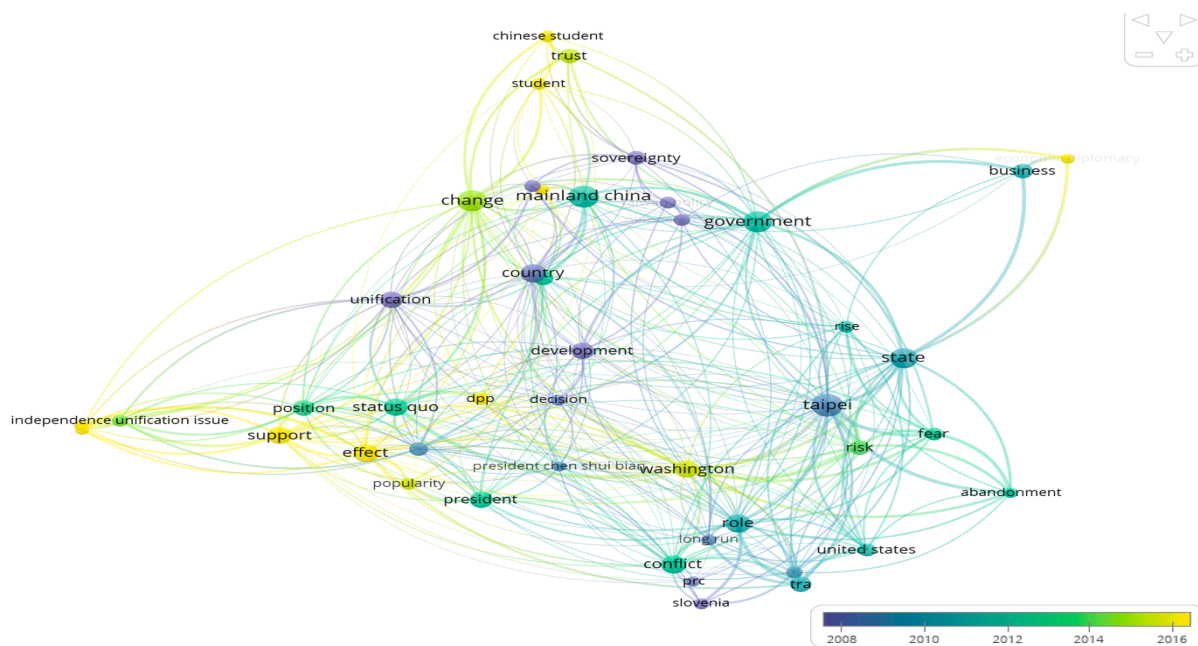 chinese student
trust
student
sovereignty
economic diplomacy
business
mainland china
change
government
country
unification
rise
development
state
dpp
decision
taipei
position
status quo
independence unification issue
support
fear
risk
effect
president chen shui bian
washington
popularity
president
abandonment
role
long run
united states
conflict
prc
tra
slovenia
2008
2010
2012
2014
2016